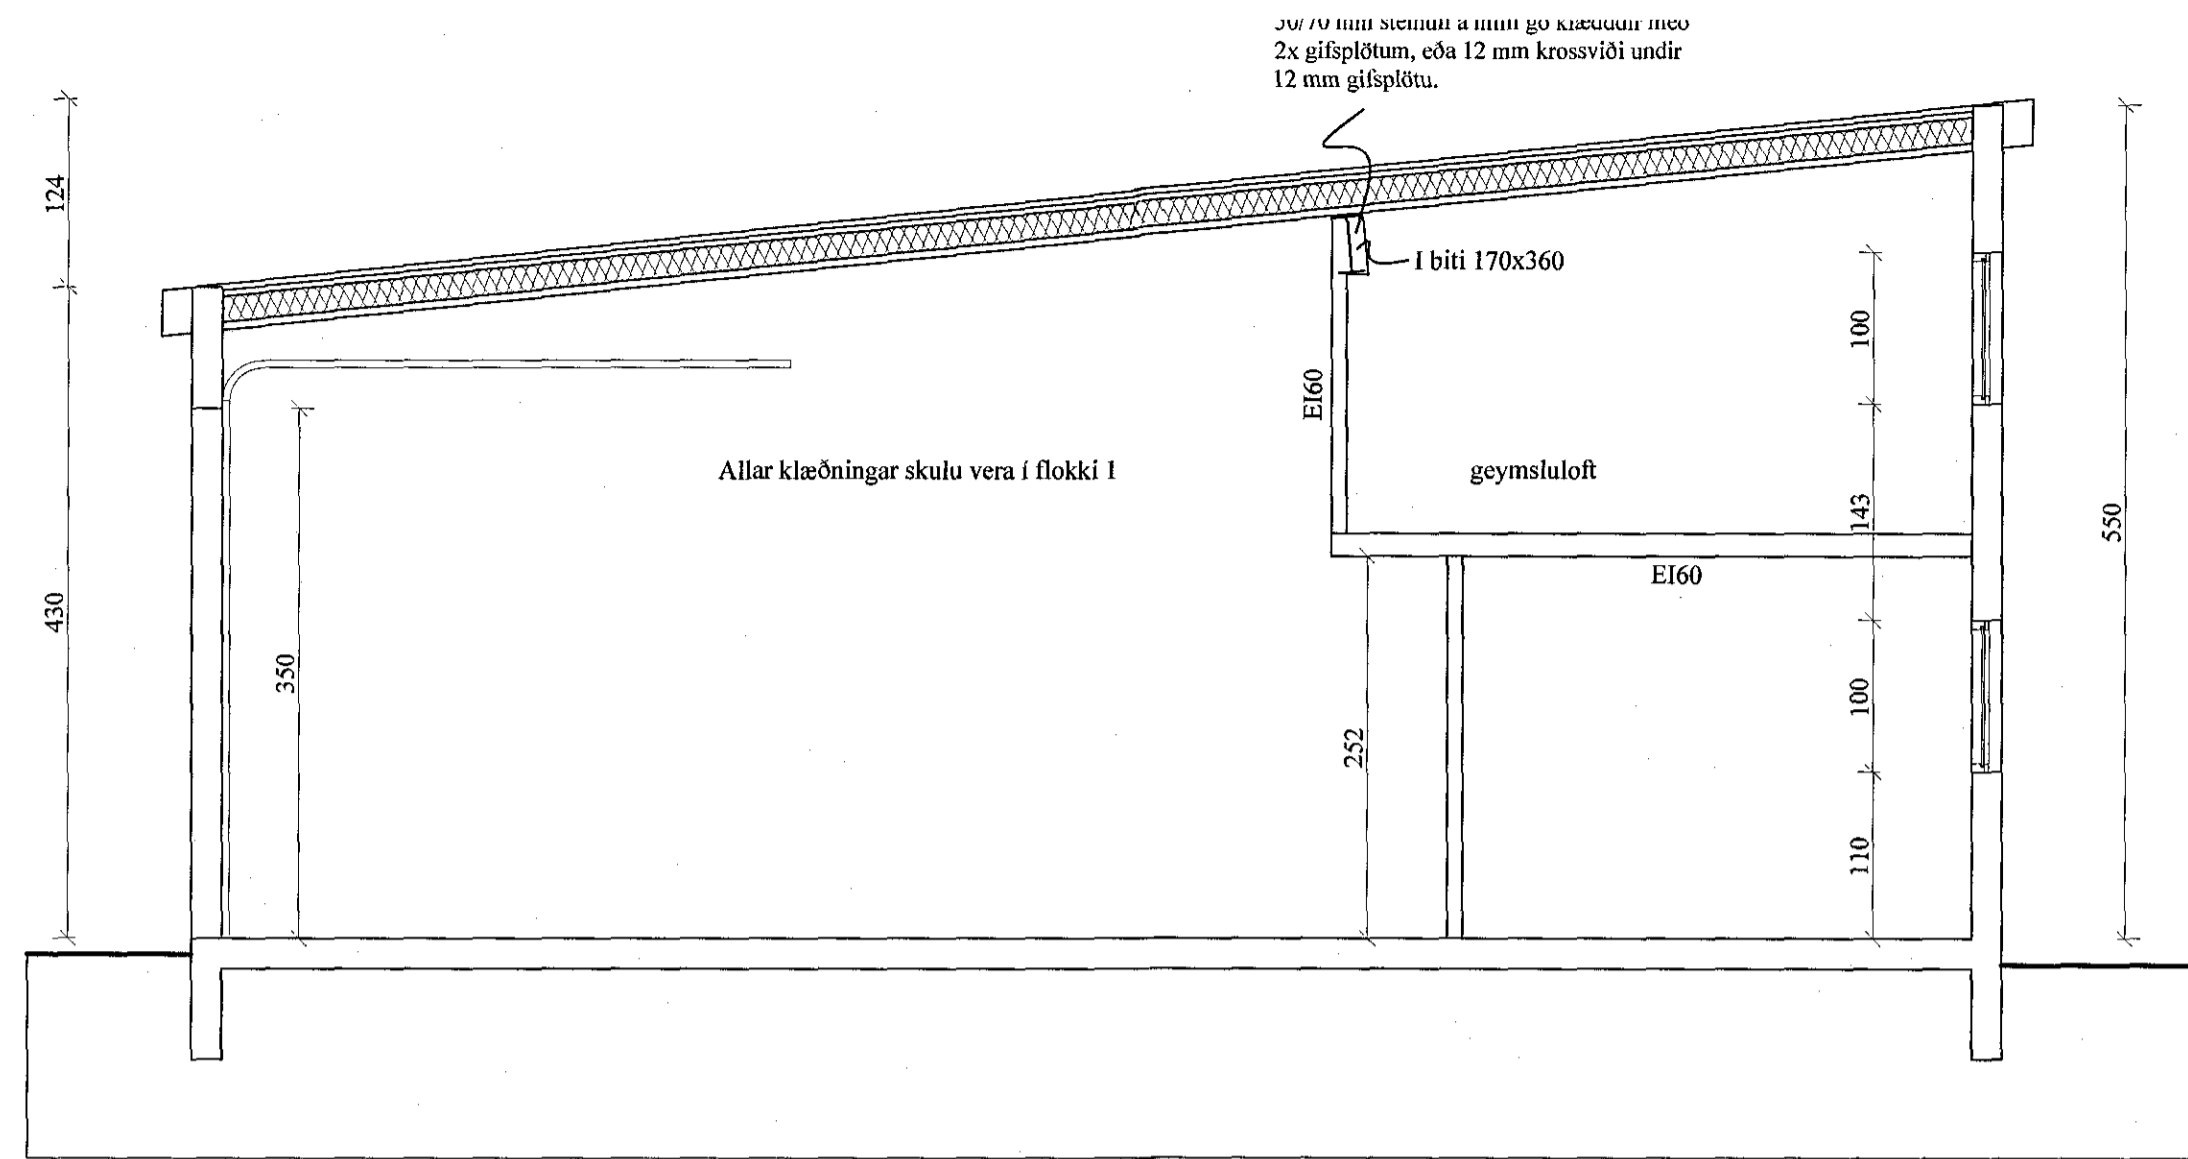 2x gifsplötum, eða 12 mm krossviði undir
12 mm gifsplötu.
I biti 170x360
124
430
350
Allar klæðningar skulu vera í flokki 1
EI60
geymsluloft
EI60
252
100
143
100
110
550